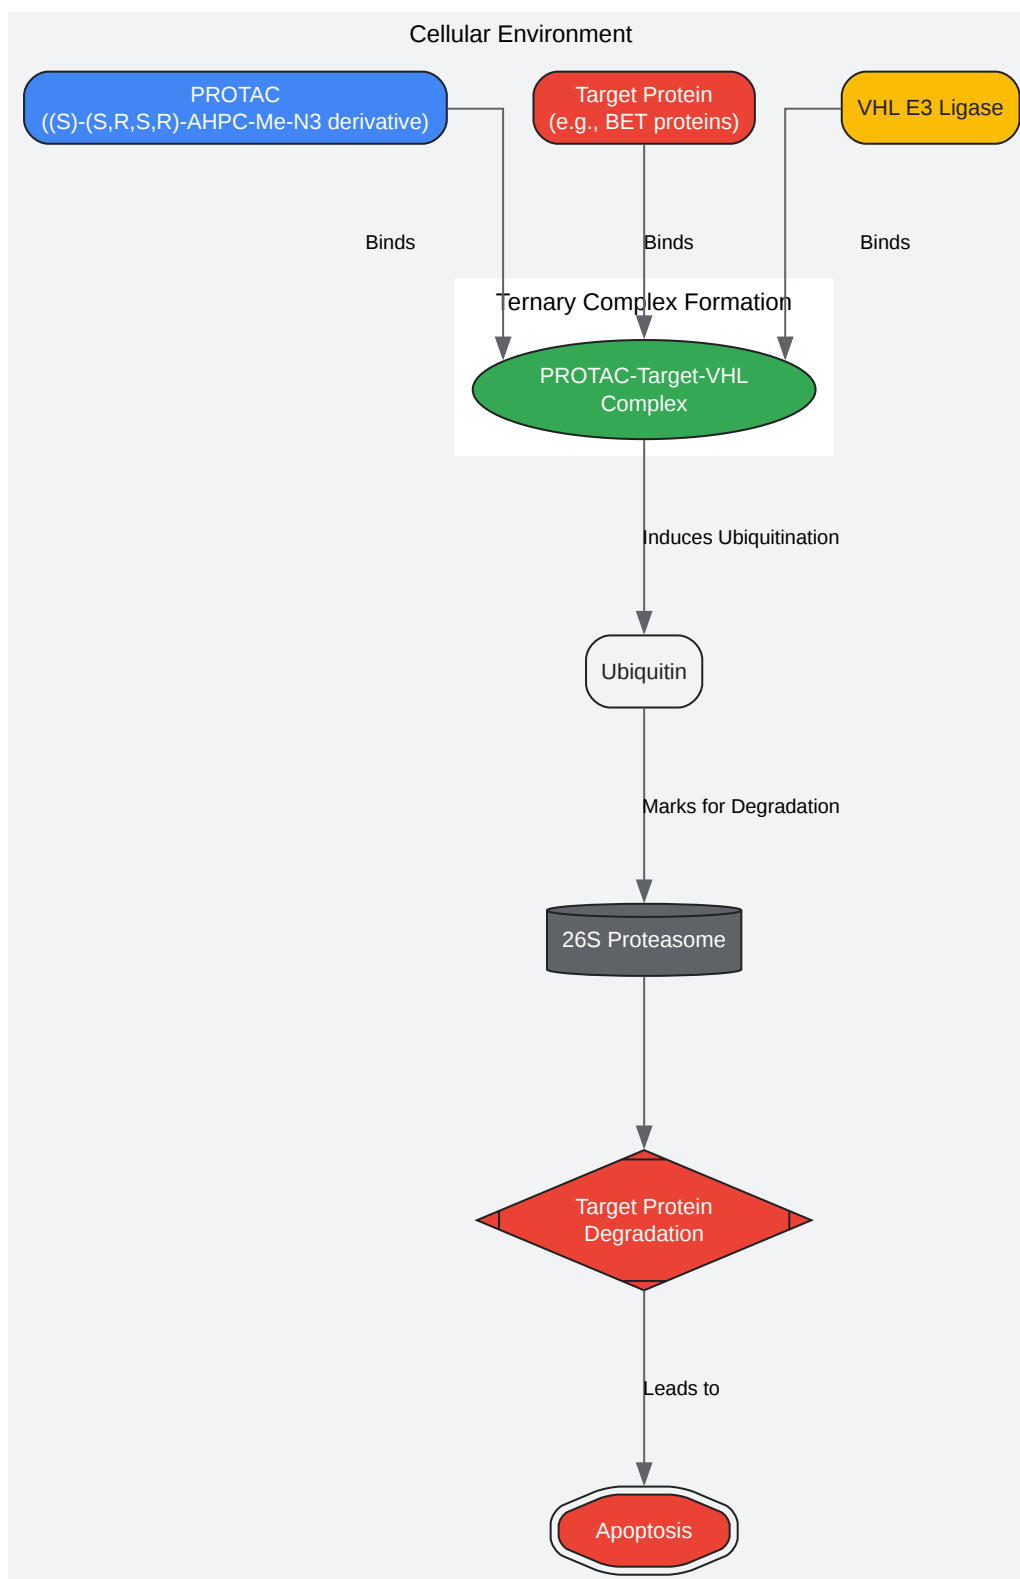 Cellular Environment
PROTAC
((S)-(S,R,S,R)-AHPC-Me-N3 derivative)
Target Protein
(e.g., BET proteins)
VHL E3 Ligase
Binds
Binds
Binds
Ternary Complex Formation
PROTAC-Target-VHL
Complex
Induces Ubiquitination
Ubiquitin
Marks for Degradation
26S Proteasome
Target Protein
Degradation
Leads to
Apoptosis